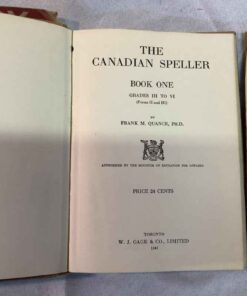 THE
CANADIAN SPELLER
BOOK ONE
GRADES III TO VI
(Forms II and III)
BY
FRANK M. QUANCE, PH.D.
AUTHORIZED BY THE MINISTER OF EDUCATION FOR ONTARIO
PRICE 24 CENTS
TORONTO
W. J. GAGE & CO., LIMITED